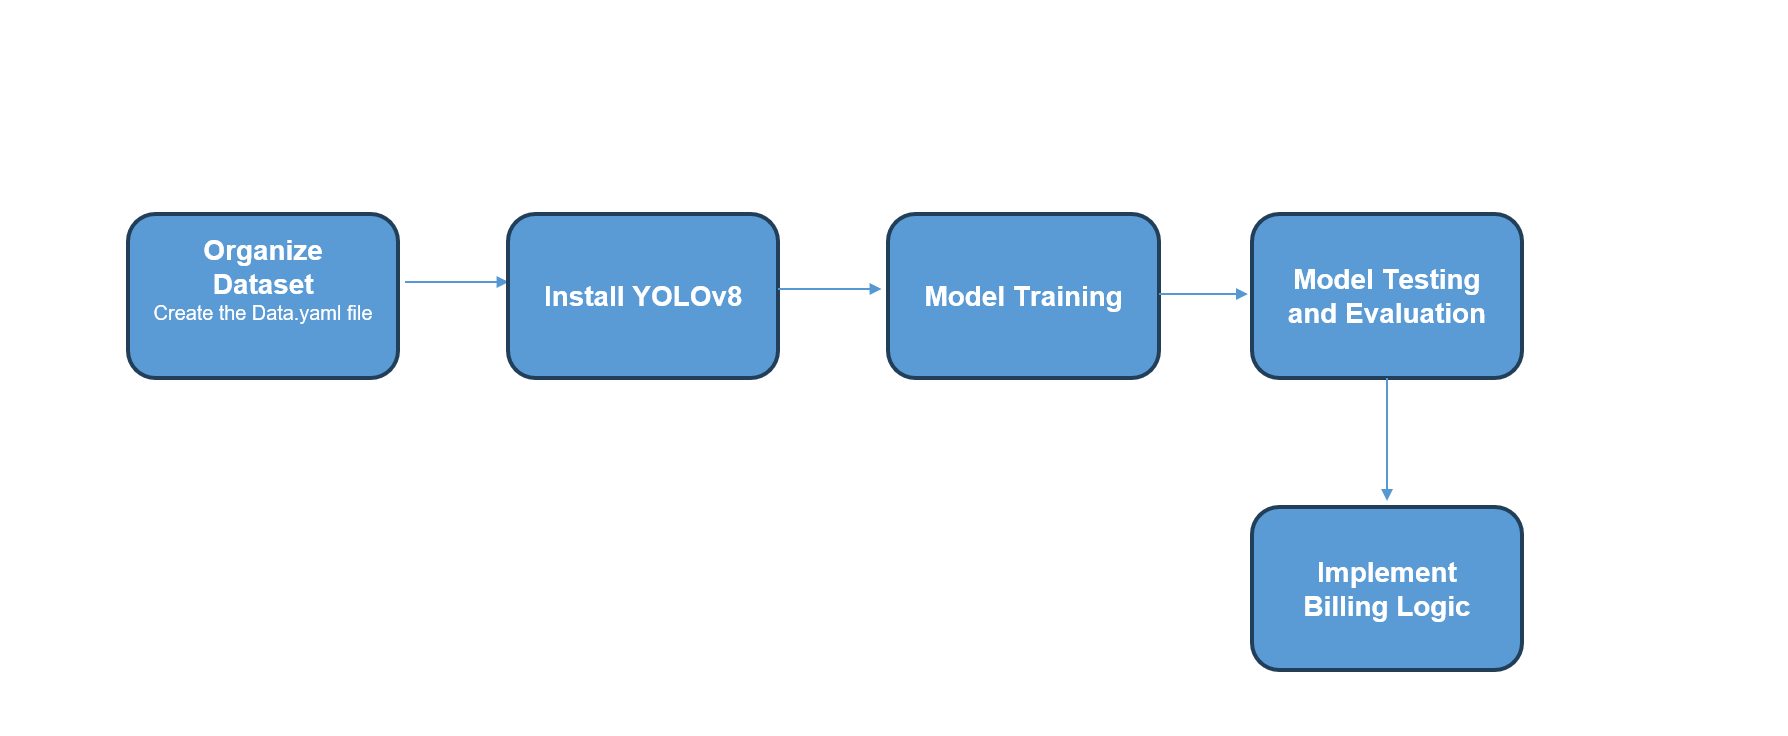 Organize
Dataset
Create the Data.yaml file
Install YOLOv8
Model Training
Model Testing
and Evaluation
Implement
Billing Logic